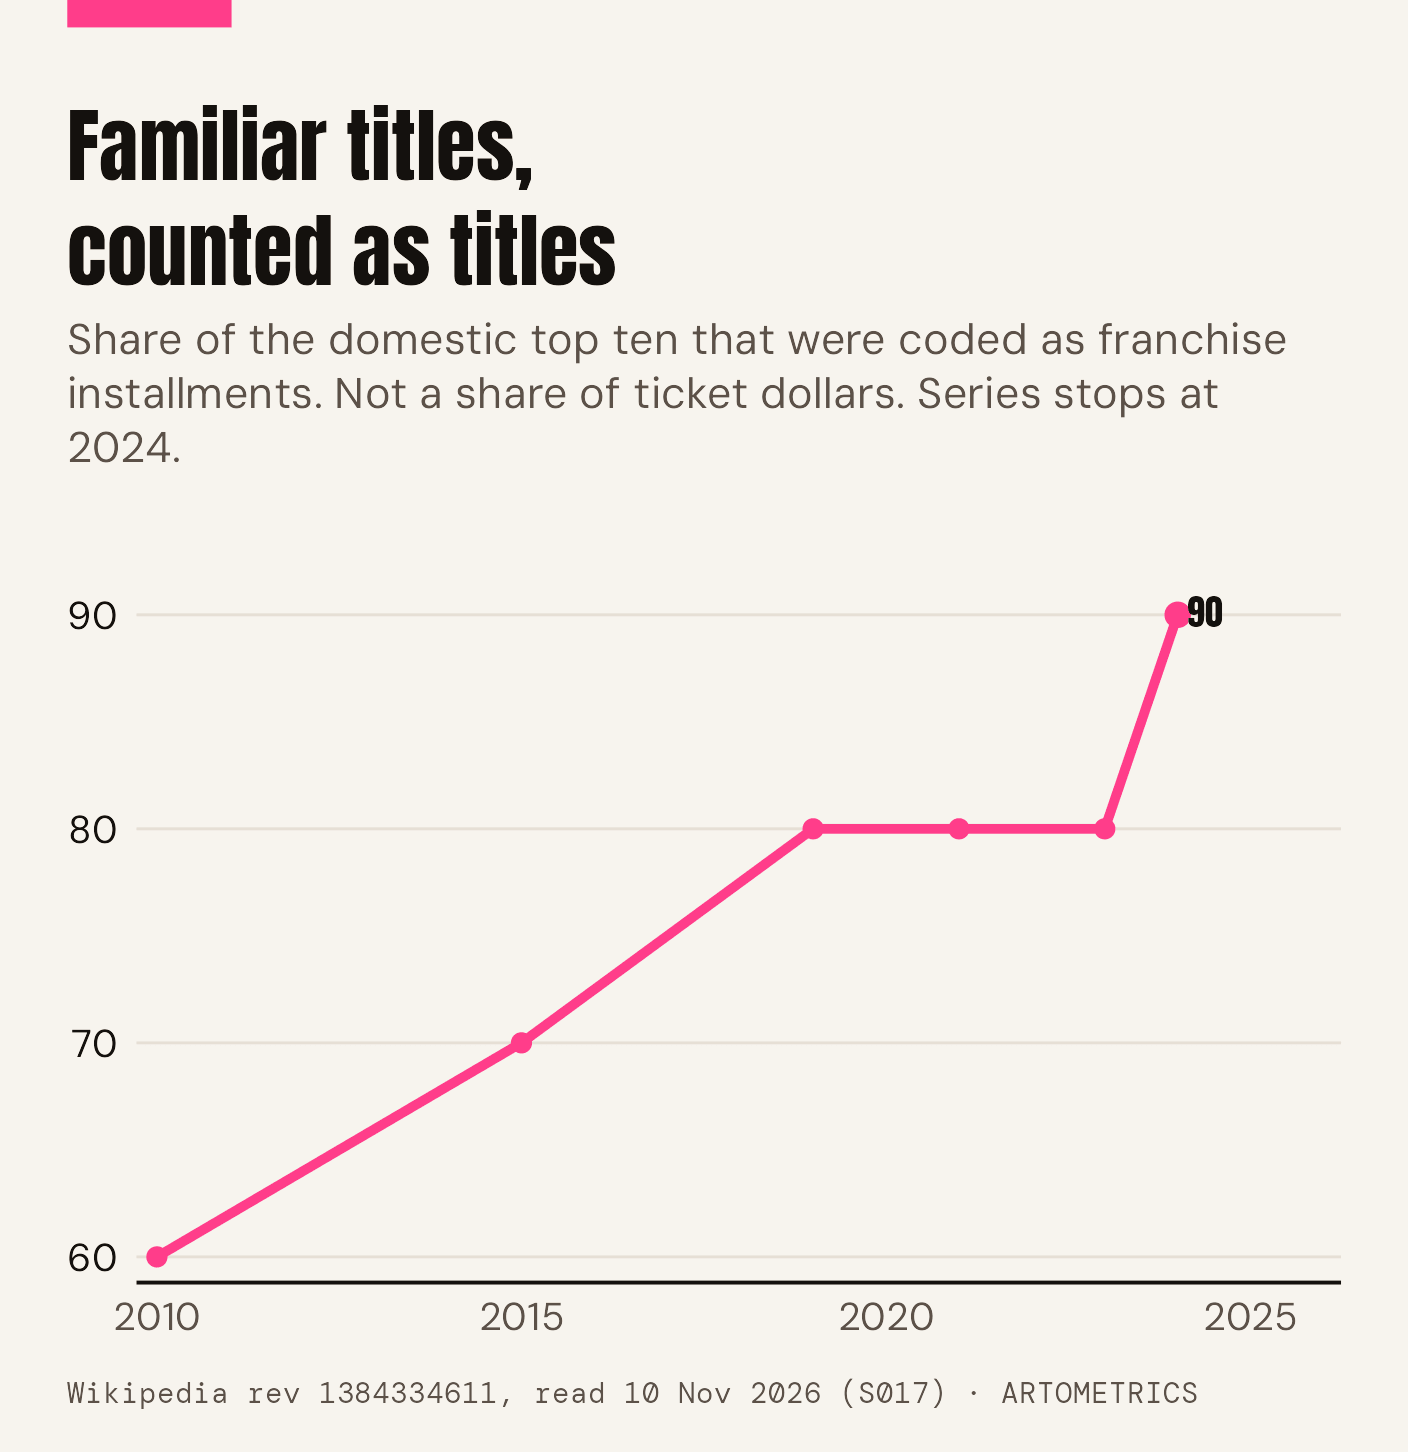 Familiar titles,
counted as titles
Share of the domestic top ten that were coded as franchise
installments. Not a share of ticket dollars. Series stops at
2024.
90
90
80
70
60
2010 2015 2020 2025
Wikipedia rev 1384334611, read 10 Nov 2026 (S017) · ARTOMETRICS